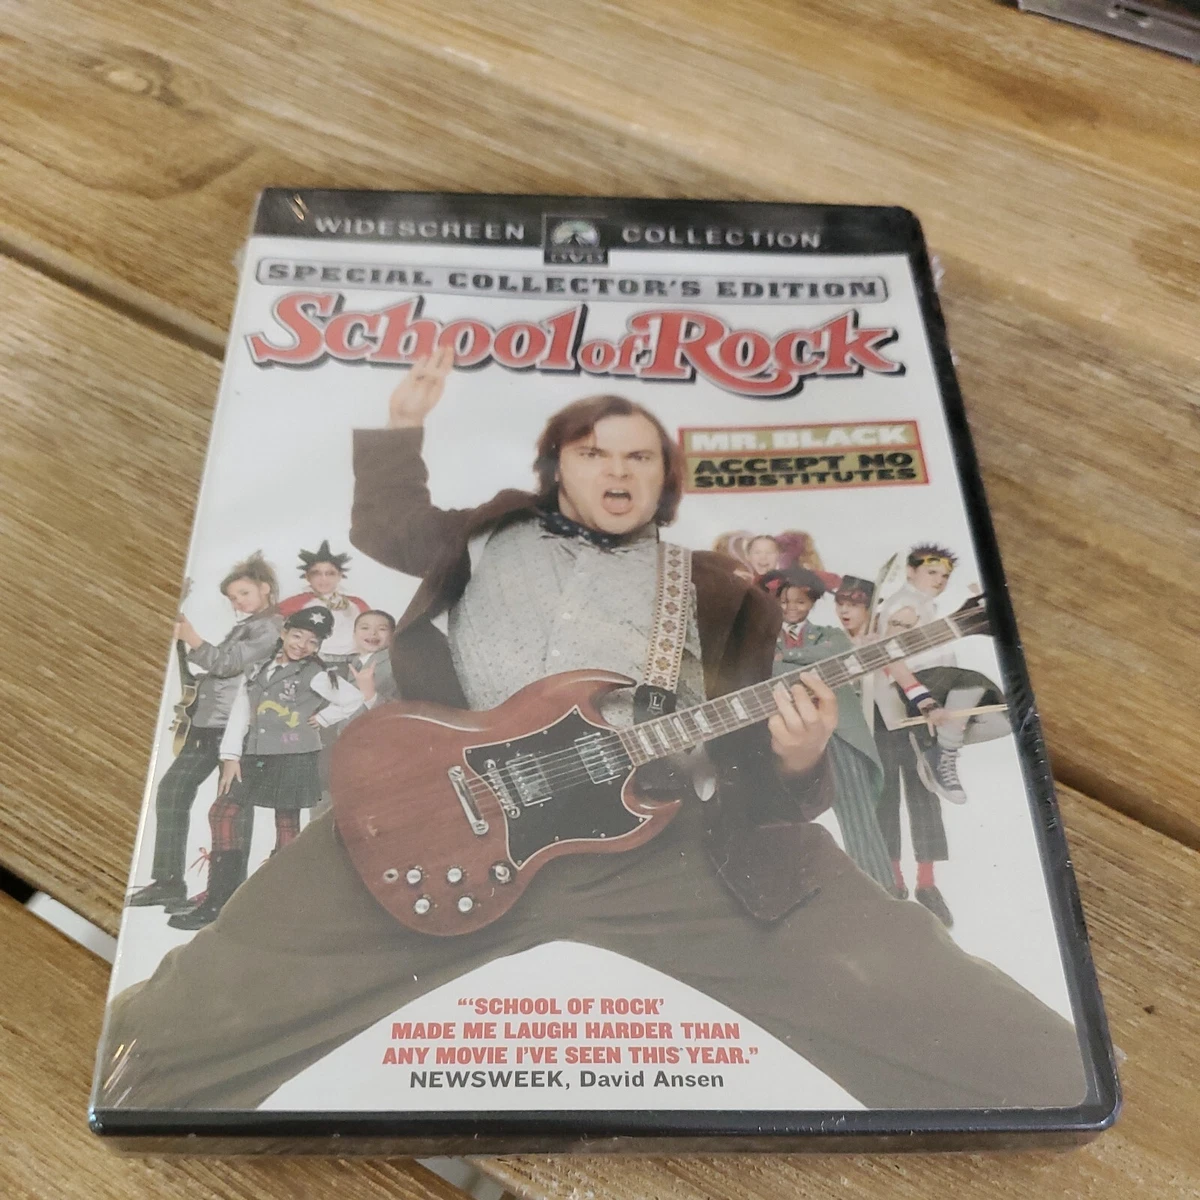 WIDESCREEN DVD COLLECTION
SPECIAL COLLECTOR'S EDITION
School of Rock
MR. BLACK
ACCEPT NO
SUBSTITUTES
"'SCHOOL OF ROCK'
MADE ME LAUGH HARDER THAN
ANY MOVIE I'VE SEEN THIS YEAR."
NEWSWEEK, David Ansen